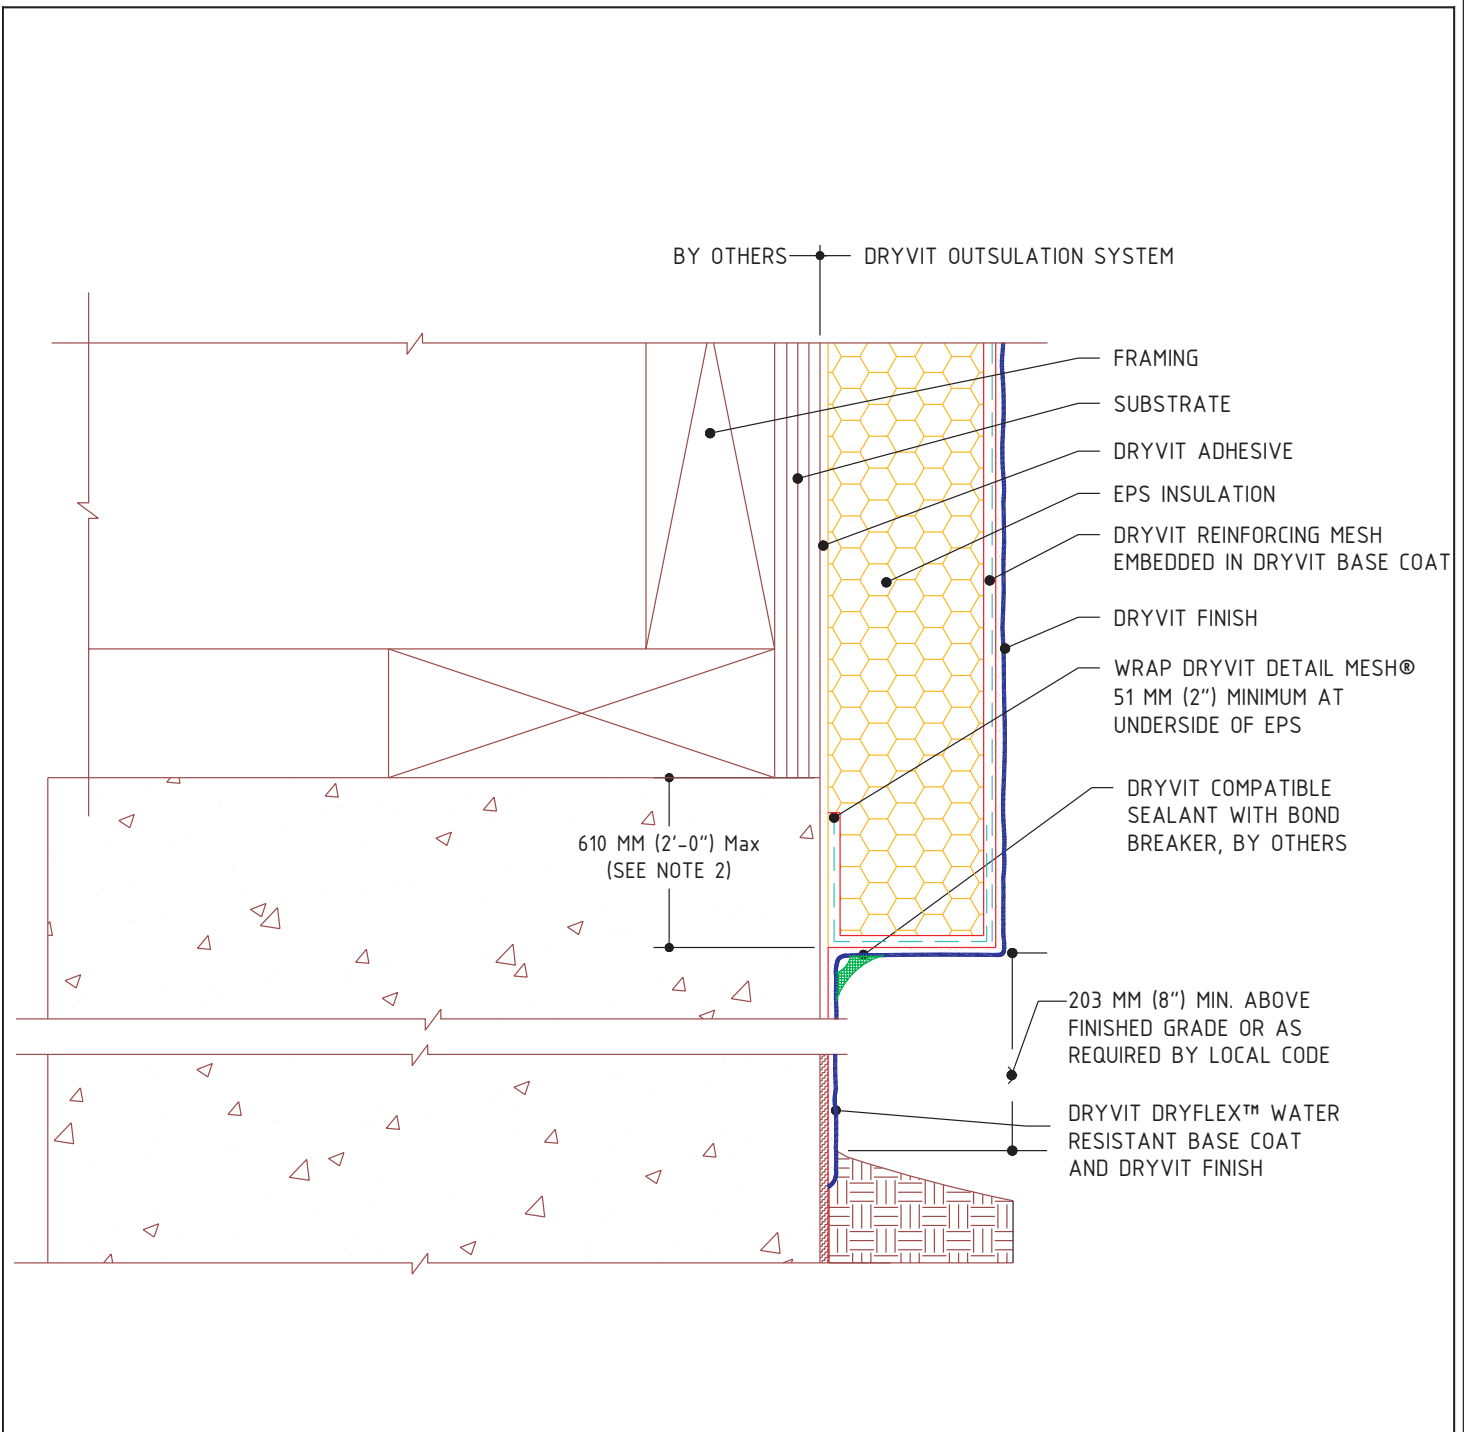 BY OTHERS DRYVIT OUTSULATION SYSTEM
FRAMING
SUBSTRATE
DRYVIT ADHESIVE
EPS INSULATION
DRYVIT REINFORCING MESH
EMBEDDED IN DRYVIT BASE COAT
DRYVIT FINISH
WRAP DRYVIT DETAIL MESH®
51 MM (2") MINIMUM AT
UNDERSIDE OF EPS
DRYVIT COMPATIBLE
SEALANT WITH BOND
BREAKER, BY OTHERS
610 MM (2'-0") Max
(SEE NOTE 2)
203 MM (8") MIN. ABOVE
FINISHED GRADE OR AS
REQUIRED BY LOCAL CODE
DRYVIT DRYFLEX™ WATER
RESISTANT BASE COAT
AND DRYVIT FINISH